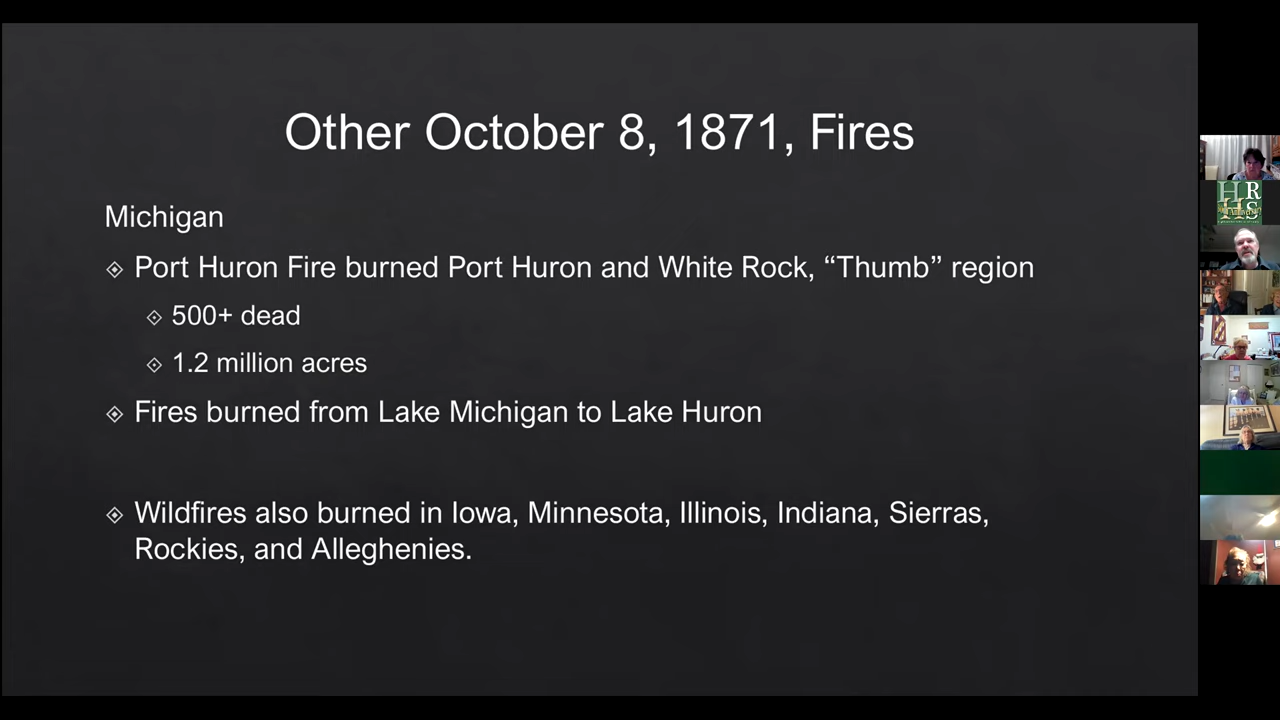 Other October 8, 1871, Fires
Michigan
Port Huron Fire burned Port Huron and White Rock, “Thumb” region
500+ dead
1.2 million acres
Fires burned from Lake Michigan to Lake Huron
Wildfires also burned in Iowa, Minnesota, Illinois, Indiana, Sierras,
Rockies, and Alleghenies.
H R
H S